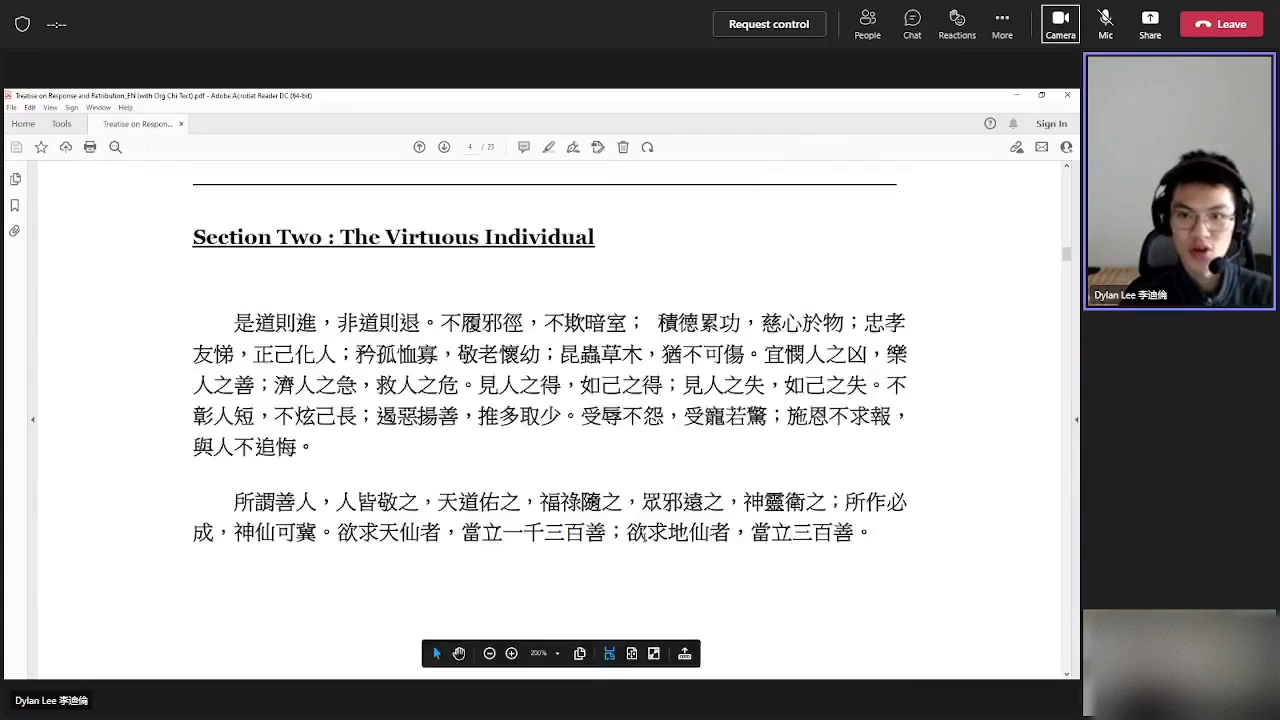 --:--
Request control
People
Chat
Reactions
More
Camera
Mic
Share
Leave
Treatise on Response and Retribution_EN (with Org Chi Text).pdf - Adobe Acrobat Reader DC (64-bit)
File Edit View Sign Window Help
Home Tools Treatise on Respon... × Sign In
4 / 23
Section Two : The Virtuous Individual
是道則進，非道則退。不履邪徑，不欺暗室； 積德累功，慈心於物；忠孝
友悌，正己化人；矜孤恤寡，敬老懷幼；昆蟲草木，猶不可傷。宜憫人之凶，樂
人之善；濟人之急，救人之危。見人之得，如己之得；見人之失，如己之失。不
彰人短，不炫己長；遏惡揚善，推多取少。受辱不怨，受寵若驚；施恩不求報，
與人不追悔。
所謂善人，人皆敬之，天道佑之，福祿隨之，眾邪遠之，神靈衛之；所作必
成，神仙可冀。欲求天仙者，當立一千三百善；欲求地仙者，當立三百善。
200%
Dylan Lee 李迪倫
Dylan Lee 李迪倫